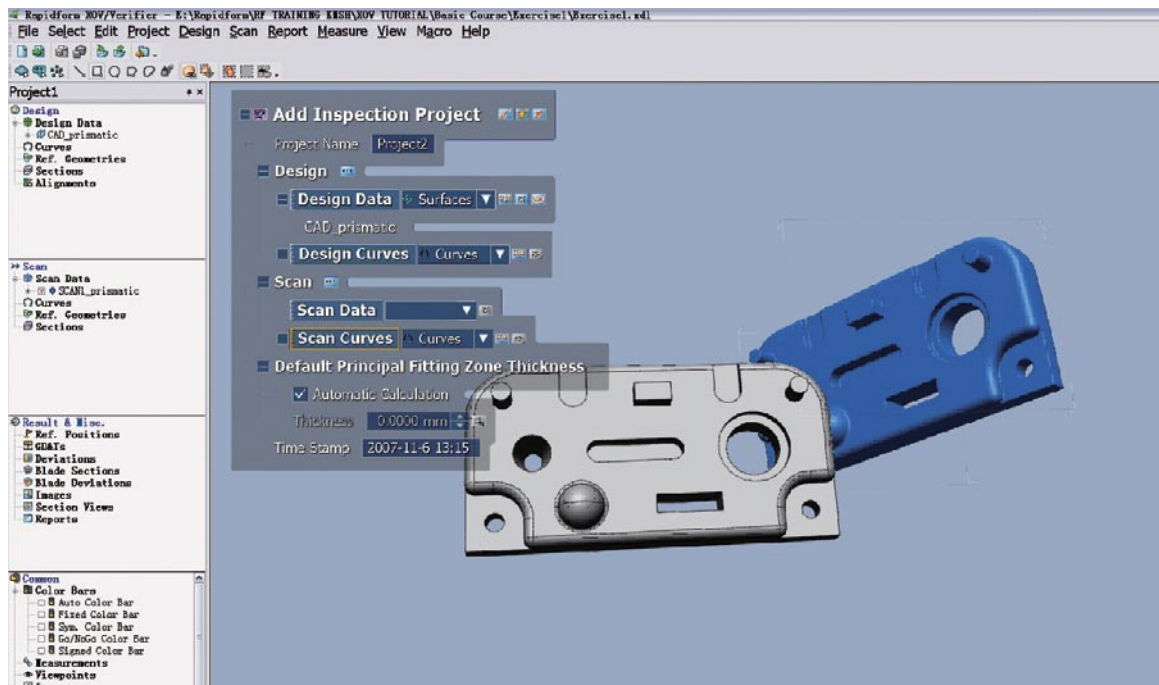 Rapidform XOV/Verifier - E:\Rapidform\RF TRAINING KESH\XOV TUTORIAL\Basic Course\Exercise1\Exercise1.xdl
File Select Edit Project Design Scan Report Measure View Macro Help
Project1
Design
Design Data
CAD_prismatic
Curves
Ref. Geometries
Sections
Alignments
Scan
Scan Data
SCAN1_prismatic
Curves
Ref. Geometries
Sections
Result & Misc.
Ref. Positions
GD&Ts
Deviations
Blade Sections
Blade Deviations
Images
Section Views
Reports
Common
Color Bars
Auto Color Bar
Fixed Color Bar
Sym. Color Bar
Go/NoGo Color Bar
Signed Color Bar
Measurements
Viewpoints
Add Inspection Project
Project Name Project2
Design
Design Data Surfaces
CAD_prismatic
Design Curves Curves
Scan
Scan Data
Scan Curves Curves
Default Principal Fitting Zone Thickness
Automatic Calculation
Thickness 0.0000 mm
Time Stamp 2007-11-6 13:15